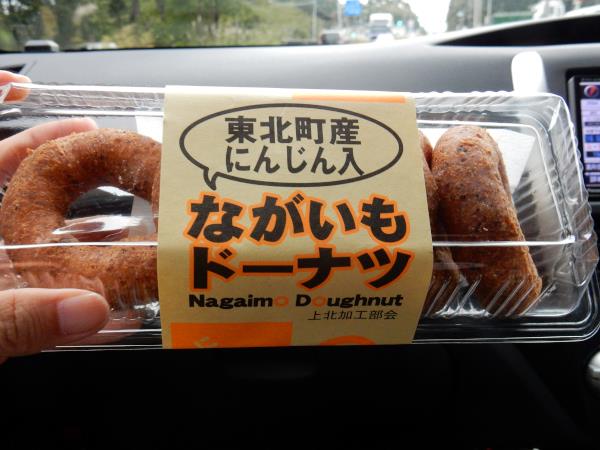 東北町産
にんじん入
ながいも
ドーナツ
Nagaimo Doughnut
上北加工部会